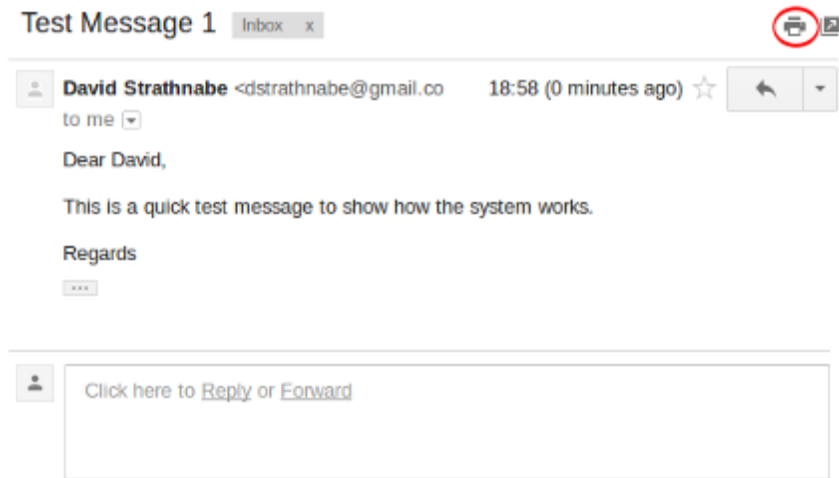 Test Message 1 Inbox x
David Strathnabe <dstrathnabe@gmail.co 18:58 (0 minutes ago)
to me
Dear David,
This is a quick test message to show how the system works.
Regards
...
Click here to Reply or Forward